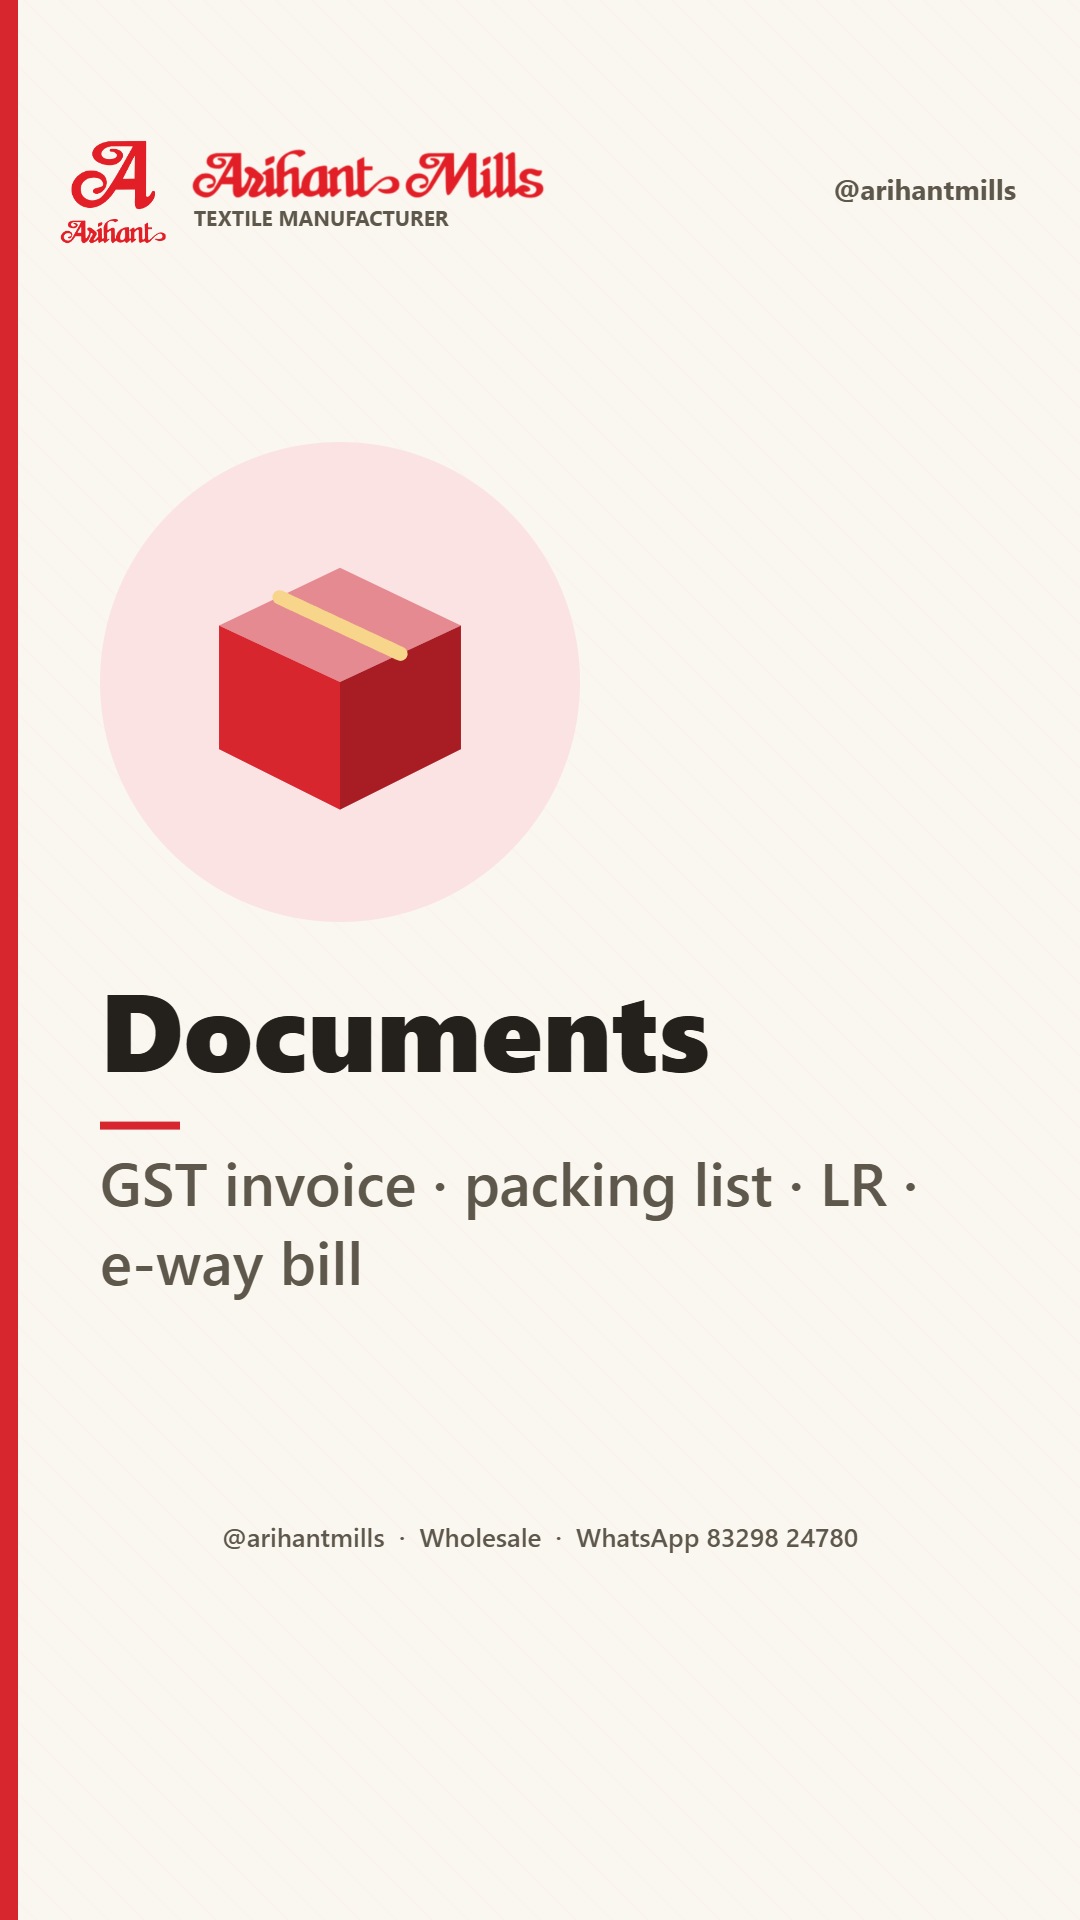 A
Arihant
Arihant Mills
TEXTILE MANUFACTURER
@arihantmills
Documents
GST invoice · packing list · LR ·
e-way bill
@arihantmills · Wholesale · WhatsApp 83298 24780